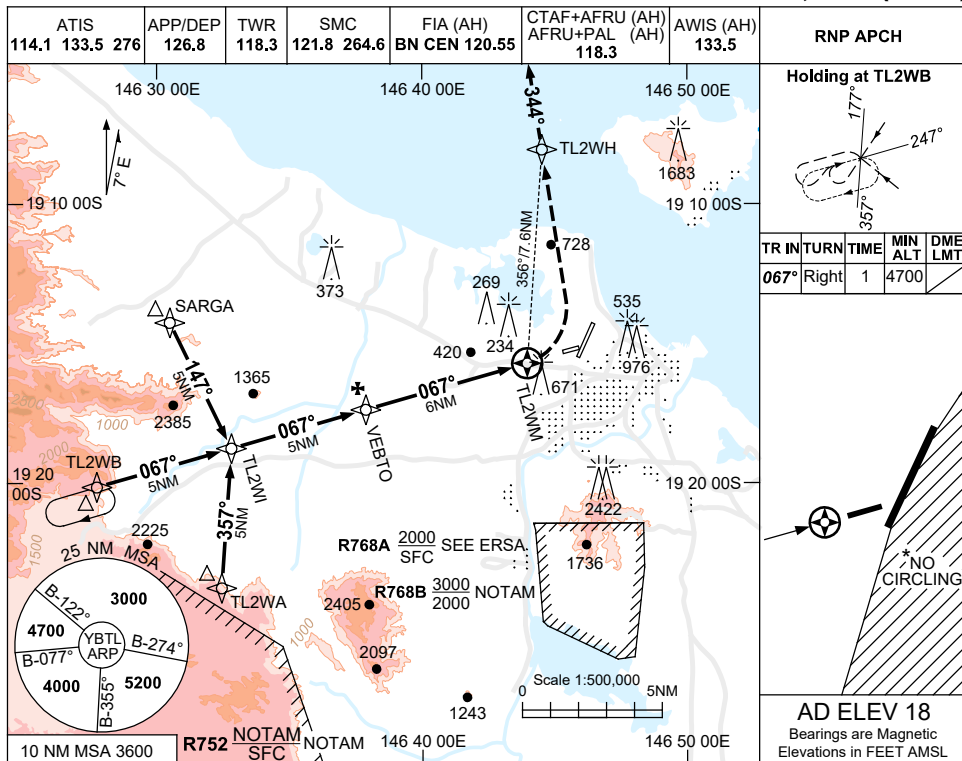 ATIS
114.1 133.5 276
APP/DEP
126.8
TWR
118.3
SMC
121.8 264.6
FIA (AH)
BN CEN 120.55
CTAF+AFRU (AH)
AFRU+PAL (AH)
118.3
AWIS (AH)
133.5
RNP APCH
146 30 00E
146 40 00E
146 50 00E
344°
7° E
TL2WH
1683
19 10 00S
19 10 00S
356°/7.6NM
728
373
269
234
SARGA
535
976
420
671
147°
5NM
1365
067°
6NM
TL2WM
2000
1000
2385
067°
5NM
VEBTO
TL2WB
19 20
00S
067°
5NM
TL2WI
19 20 00S
2422
357°
5NM
2225
1500
R768A 2000 SEE ERSA
SFC
1736
25 NM MSA
TL2WA
R768B 3000 NOTAM
2000
2405
1000
3000
B-122°
4700
YBTL
ARP
B-274°
B-077°
4000
B-355°
5200
2097
Scale 1:500,000
0 5NM
1243
10 NM MSA 3600
R752 NOTAM NOTAM
SFC
146 40 00E
146 50 00E
Holding at TL2WB
177°
247°
357°
TR IN TURN TIME MIN ALT DME LMT
067° Right 1 4700
*NO
CIRCLING
AD ELEV 18
Bearings are Magnetic
Elevations in FEET AMSL